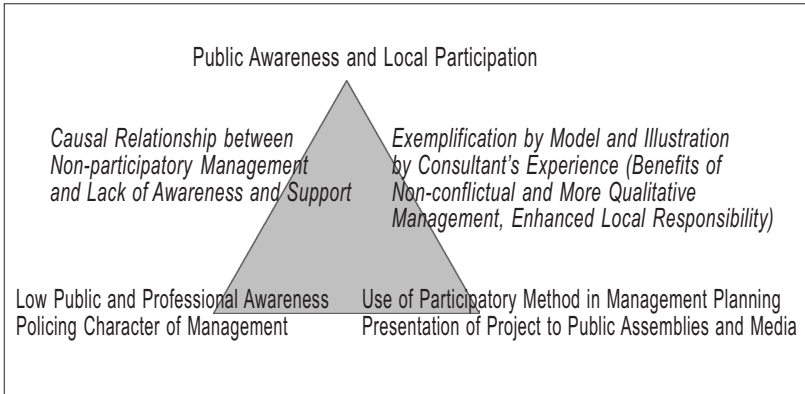 Public Awareness and Local Participation
Causal Relationship between
Non-participatory Management
and Lack of Awareness and Support
Exemplification by Model and Illustration
by Consultant's Experience (Benefits of
Non-conflictual and More Qualitative
Management, Enhanced Local Responsibility)
Low Public and Professional Awareness
Policing Character of Management
Use of Participatory Method in Management Planning
Presentation of Project to Public Assemblies and Media